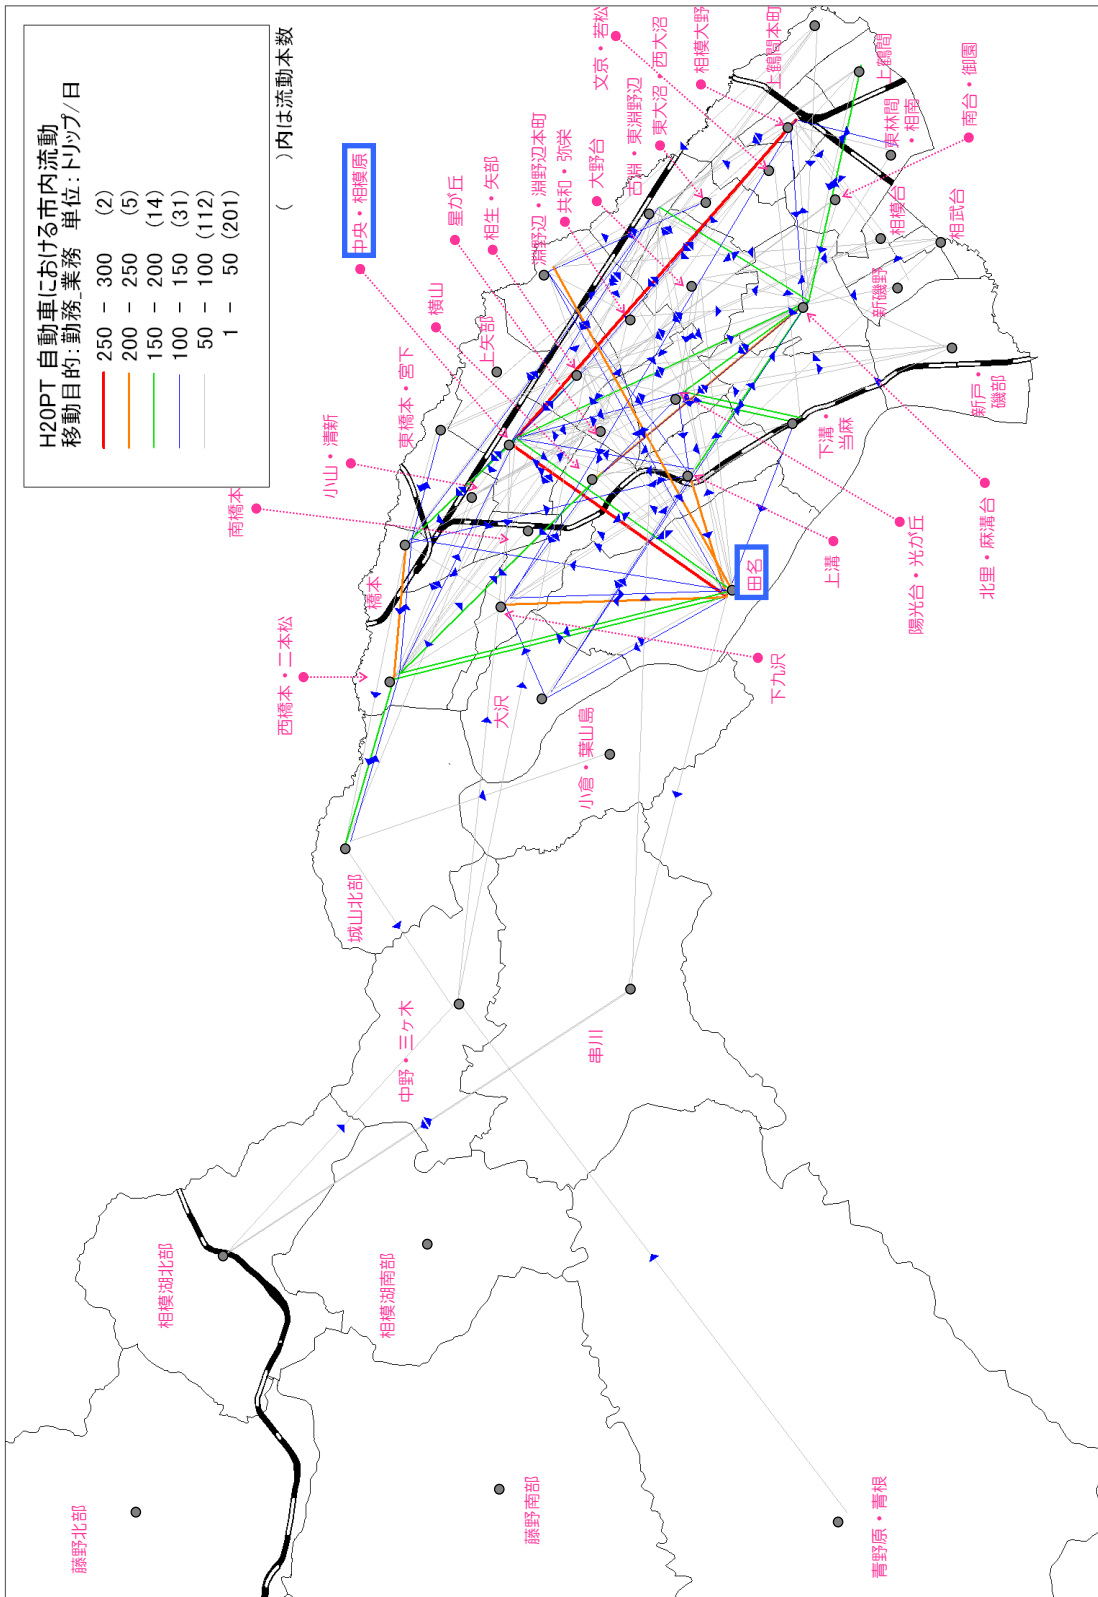 H20PT 自動車における市内流動
移動目的:勤務_業務 単位:トリップ/日
250 - 300 (2)
200 - 250 (5)
150 - 200 (14)
100 - 150 (31)
50 - 100 (112)
1 - 50 (201)
( )内は流動本数
中央・相模原
星が丘
相生・矢部
淵野辺・淵野辺本町
共和・弥栄
大野台
古淵・東淵野辺
東大沼・西大沼
文京・若松
相模大野
上鶴間本町
上鶴間
東林間・相南
南台・御園
相模台
相武台
新磯野
新戸・磯部
下溝・当麻
北里・麻溝台
陽光台・光が丘
上溝
田名
下九沢
横山
上矢部
東橋本・宮下
小山・清新
南橋本
橋本
西橋本・二本松
大沢
小倉・葉山島
城山北部
中野・三ヶ木
串川
相模湖北部
相模湖南部
藤野北部
藤野南部
青野原・青根